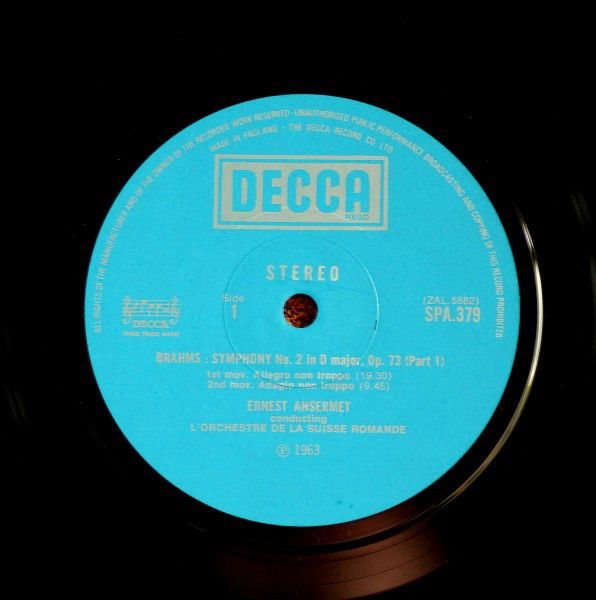 ALL RIGHTS OF THE MANUFACTURER AND OF THE OWNER OF THE RECORDED WORK RESERVED · UNAUTHORISED PUBLIC PERFORMANCE BROADCASTING AND COPYING OF THIS RECORD PROHIBITED
MADE IN ENGLAND · THE DECCA RECORD CO LTD
DECCA
REGD
STEREO
Side
1
DECCA
(ZAL.5882)
SPA.379
BRAHMS : SYMPHONY No. 2 in D major, Op. 73 (Part 1)
1st mov. Allegro non troppo (19.30)
2nd mov. Adagio non troppo (9.45)
ERNEST ANSERMET
conducting
L'ORCHESTRE DE LA SUISSE ROMANDE
℗ 1963